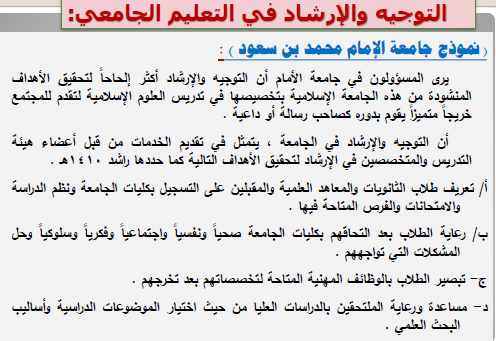 التوجيه والإرشاد في التعليم الجامعي:
( نموذج جامعة الإمام محمد بن سعود ) :
يرى المسؤولون في جامعة الأمام أن التوجيه والإرشاد أكثر إلحاحاً لتحقيق الأهداف
المنشودة من هذه الجامعة الإسلامية بتخصيصها في تدريس العلوم الإسلامية لتقدم للمجتمع
خريجاً متميزاً يقوم بدوره كصاحب رسالة أو داعية .
أن التوجيه والإرشاد في الجامعة ، يتمثل في تقديم الخدمات من قبل أعضاء هيئة
التدريس والمتخصصين في الإرشاد لتحقيق الأهداف التالية كما حددها راشد ١٤١٠هـ .
أ/ تعريف طلاب الثانويات والمعاهد العلمية والمقبلين على التسجيل بكليات الجامعة ونظم الدراسة
والامتحانات والفرص المتاحة فيها .
ب/ رعاية الطلاب بعد التحاقهم بكليات الجامعة صحياً ونفسياً واجتماعياً وفكرياً وسلوكياً وحل
المشكلات التي تواجههم .
ج- تبصير الطلاب بالوظائف المهنية المتاحة لتخصصاتهم بعد تخرجهم .
د- مساعدة ورعاية الملتحقين بالدراسات العليا من حيث اختيار الموضوعات الدراسية وأساليب
البحث العلمي .